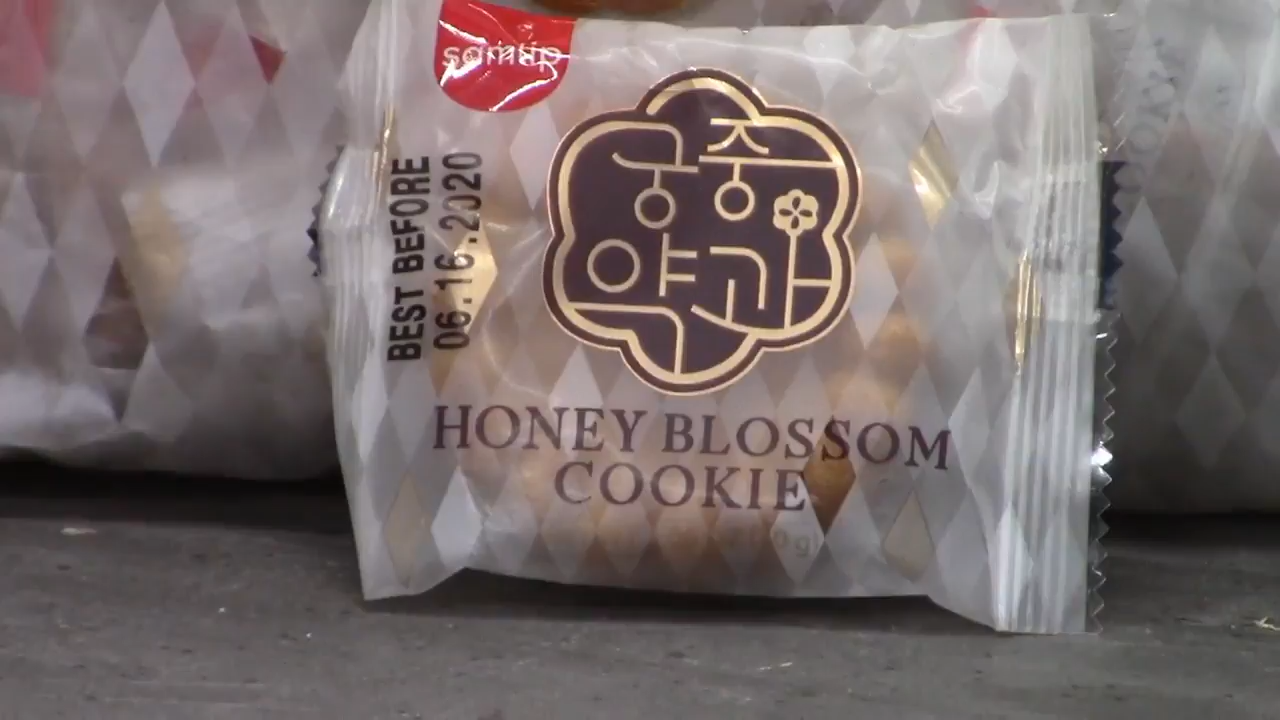 samlip
궁중
약과
HONEY BLOSSOM
COOKIE
BEST BEFORE
06.16.2020